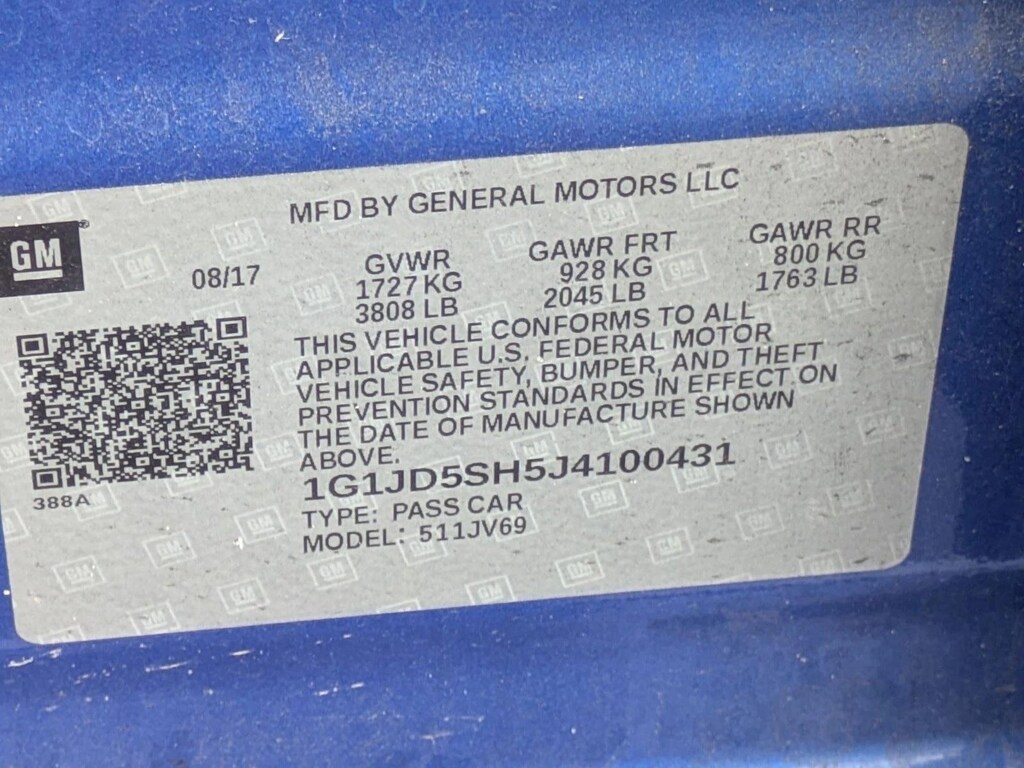 MFD BY GENERAL MOTORS LLC
GM
08/17
GVWR
1727 KG
3808 LB
GAWR FRT
928 KG
2045 LB
GAWR RR
800 KG
1763 LB
THIS VEHICLE CONFORMS TO ALL
APPLICABLE U.S. FEDERAL MOTOR
VEHICLE SAFETY, BUMPER, AND THEFT
PREVENTION STANDARDS IN EFFECT ON
THE DATE OF MANUFACTURE SHOWN
ABOVE.
388A
1G1JD5SH5J4100431
TYPE: PASS CAR
MODEL: 511JV69